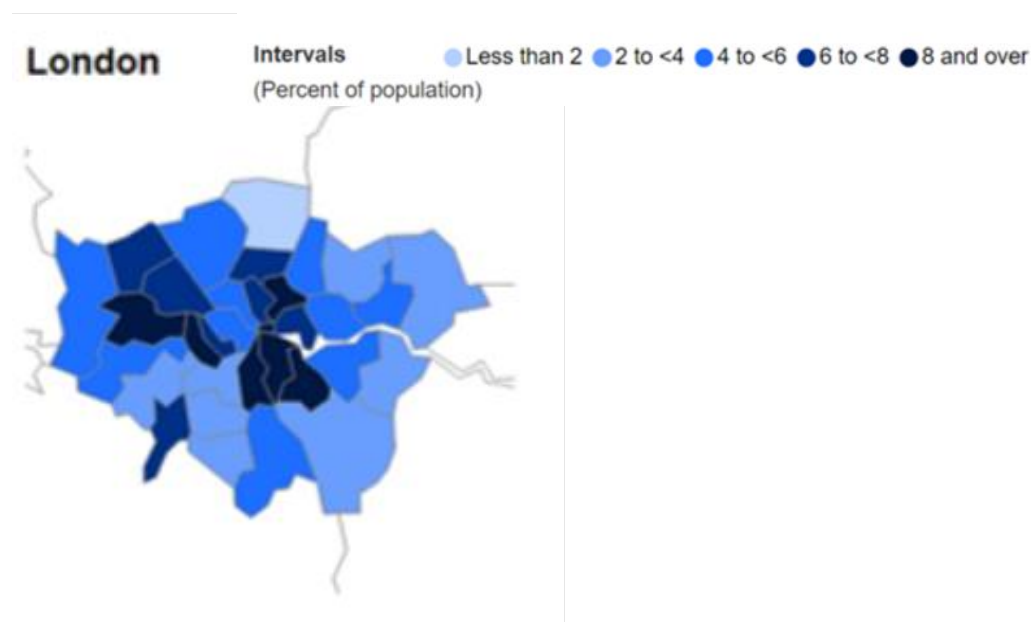 London
Intervals
(Percent of population)
Less than 2 2 to <4 4 to <6 6 to <8 8 and over